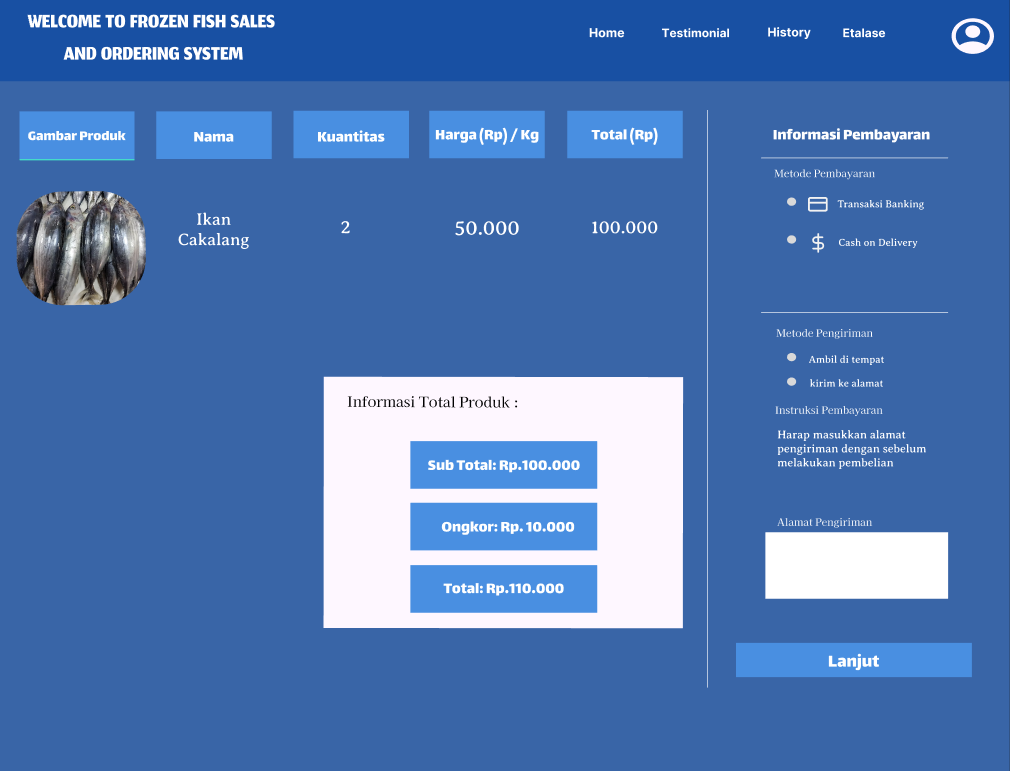 WELCOME TO FROZEN FISH SALES
AND ORDERING SYSTEM
Home
Testimonial
History
Etalase
Gambar Produk
Nama
Kuantitas
Harga (Rp) / Kg
Total (Rp)
Ikan
Cakalang
2
50.000
100.000
Informasi Total Produk :
Sub Total: Rp.100.000
Ongkor: Rp. 10.000
Total: Rp.110.000
Informasi Pembayaran
Metode Pembayaran
Transaksi Banking
Cash on Delivery
Metode Pengiriman
Ambil di tempat
kirim ke alamat
Instruksi Pembayaran
Harap masukkan alamat
pengiriman dengan sebelum
melakukan pembelian
Alamat Pengiriman
Lanjut